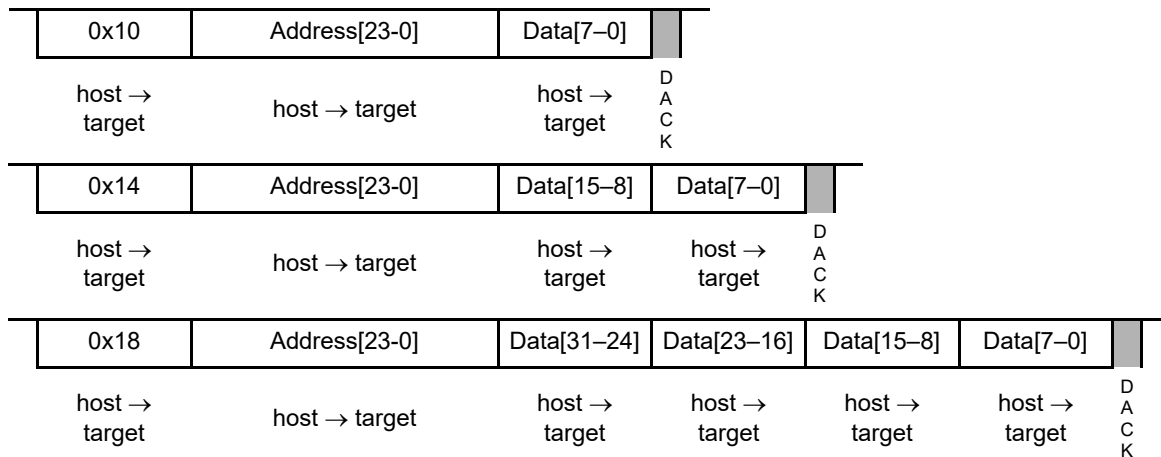 0x10 Address[23-0] Data[7–0]
host → host → target host →
target target
D
A
C
K
0x14 Address[23-0] Data[15–8] Data[7–0]
host → host → target host → host →
target target target
D
A
C
K
0x18 Address[23-0] Data[31–24] Data[23–16] Data[15–8] Data[7–0]
host → host → target host → host → host → host →
target target target target target
D
A
C
K